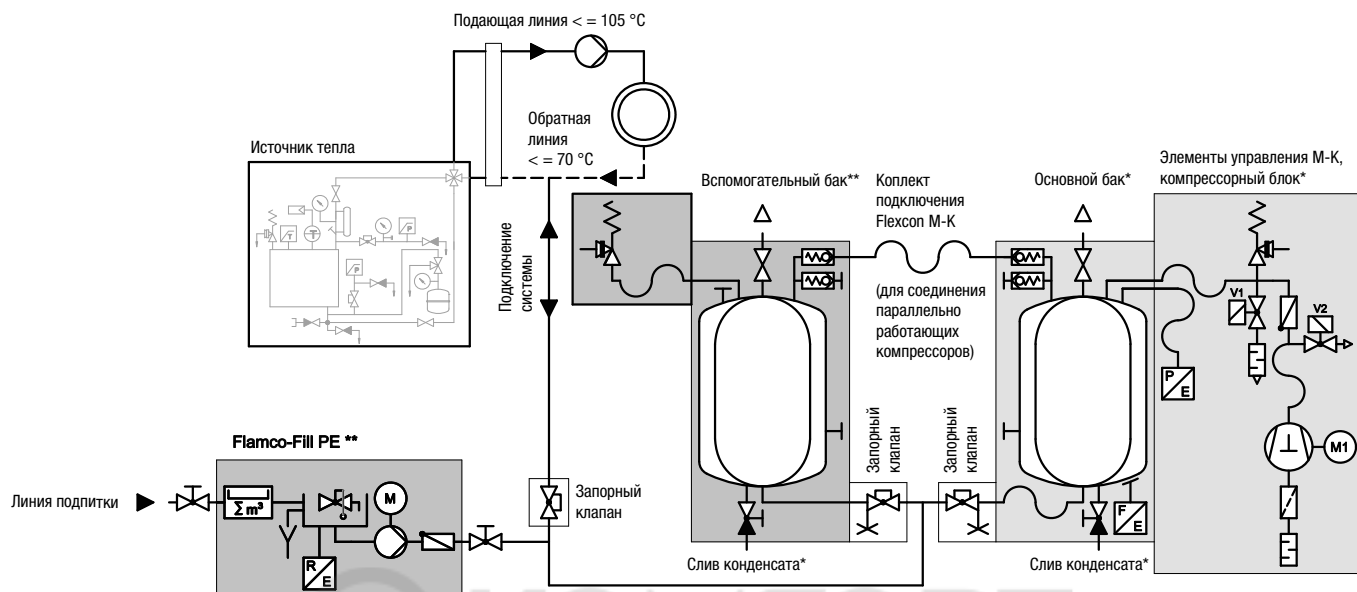 Подающая линия < = 105 °C
Обратная
линия
< = 70 °C
Источник тепла
T
T
P
P
Подключение
системы
Вспомогательный бак**
Коплект
подключения
Flexcon M-K
(для соединения
параллельно
работающих
компрессоров)
Основной бак*
Элементы управления М-К,
компрессорный блок*
V1
V2
P
E
M1
F
E
Запорный
клапан
Запорный
клапан
Слив конденсата*
Слив конденсата*
Запорный
клапан
Flamco-Fill PE **
Линия подпитки
Σ m³
M
R
E